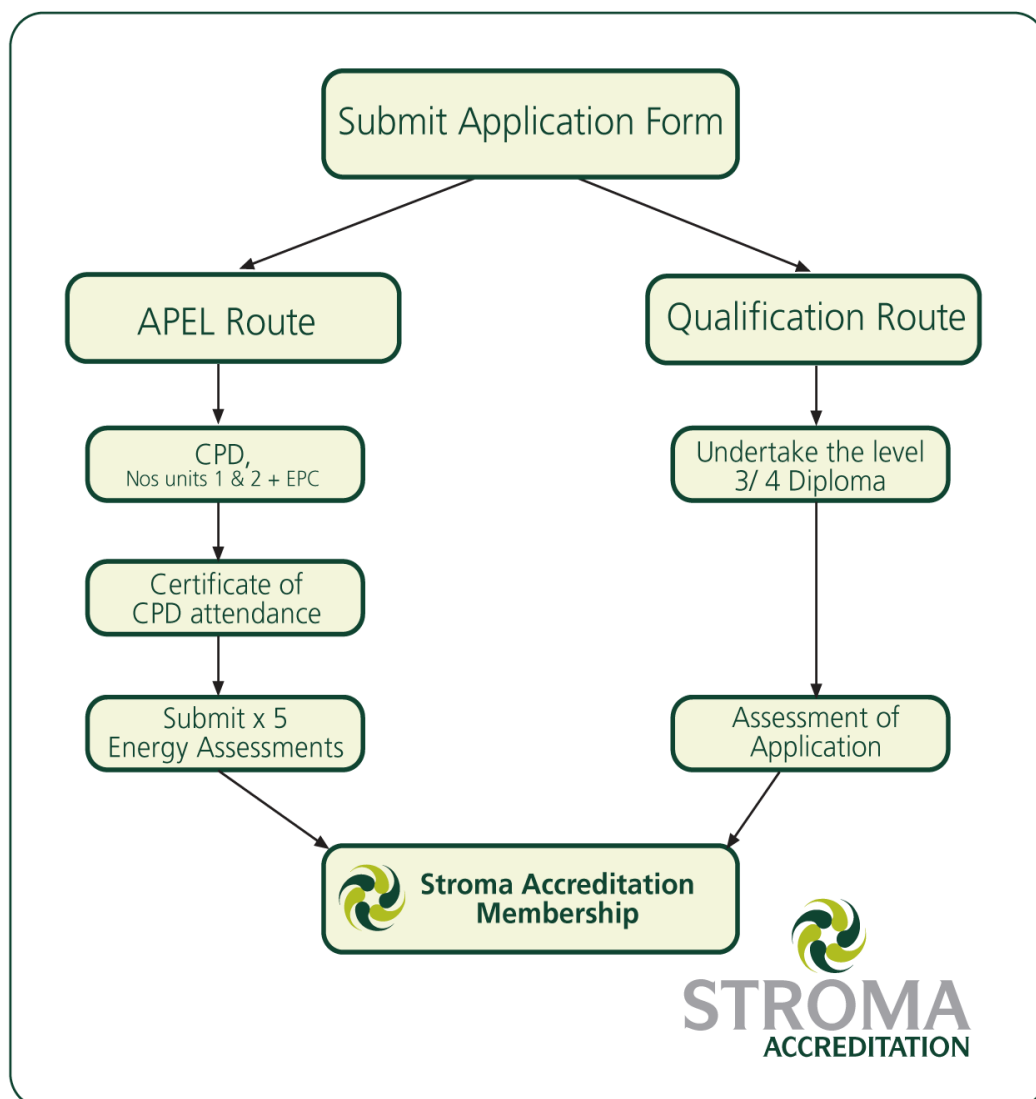 Submit Application Form
APEL Route
Qualification Route
CPD,
Nos units 1 & 2 + EPC
Undertake the level
3/ 4 Diploma
Certificate of
CPD attendance
Submit x 5
Energy Assessments
Assessment of
Application
Stroma Accreditation
Membership
STROMA
ACCREDITATION